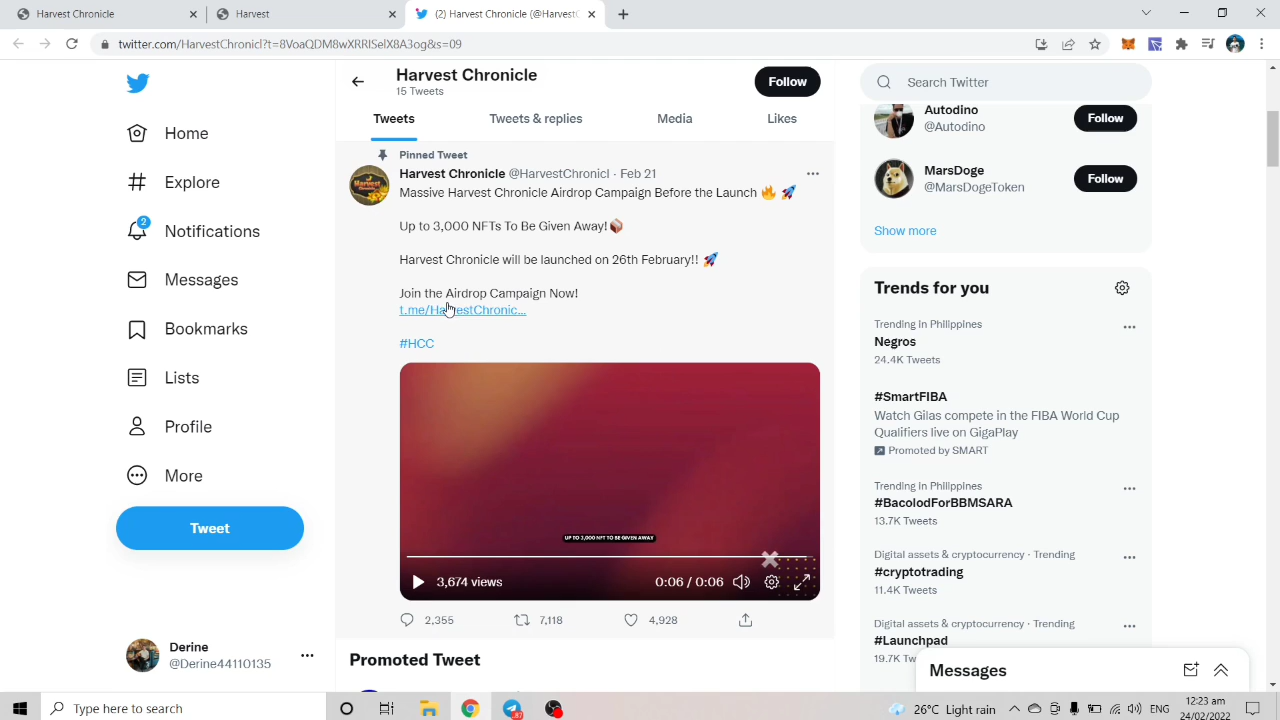 Harvest
Harvest
(2) Harvest Chronicle (@HarvestC
twitter.com/HarvestChronicl?t=8VoaQDM8wXRRISelX8A3og&s=09
Harvest Chronicle
15 Tweets
Follow
Search Twitter
Tweets
Tweets & replies
Media
Likes
Home
Explore
2
Notifications
Messages
Bookmarks
Lists
Profile
More
Tweet
Derine
@Derine44110135
Pinned Tweet
Harvest Chronicle @HarvestChronicl · Feb 21
Massive Harvest Chronicle Airdrop Campaign Before the Launch
Up to 3,000 NFTs To Be Given Away!
Harvest Chronicle will be launched on 26th February!!
Join the Airdrop Campaign Now!
t.me/HarvestChronic...
#HCC
UP TO 3,000 NFT TO BE GIVEN AWAY
3,674 views
0:06 / 0:06
2,355
7,118
4,928
Promoted Tweet
Autodino
@Autodino
Follow
MarsDoge
@MarsDogeToken
Follow
Show more
Trends for you
Trending in Philippines
Negros
24.4K Tweets
#SmartFIBA
Watch Gilas compete in the FIBA World Cup
Qualifiers live on GigaPlay
Promoted by SMART
Trending in Philippines
#BacolodForBBMSARA
13.7K Tweets
Digital assets & cryptocurrency · Trending
#cryptotrading
11.4K Tweets
Digital assets & cryptocurrency · Trending
#Launchpad
19.7K Tweets
Messages
Type here to search
26°C Light rain
12:23 am
24/02/2022